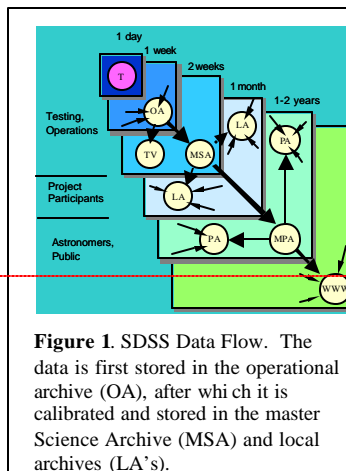 1 day
1 week
2 weeks
1 month
1-2 years
T
OA
LA
PA
Testing,
Operations
TV
MSA
Project
Participants
LA
Astronomers,
Public
PA
MPA
WWW
Figure 1. SDSS Data Flow. The
data is first stored in the operational
archive (OA), after whi ch it is
calibrated and stored in the master
Science Archive (MSA) and local
archives (LA's).